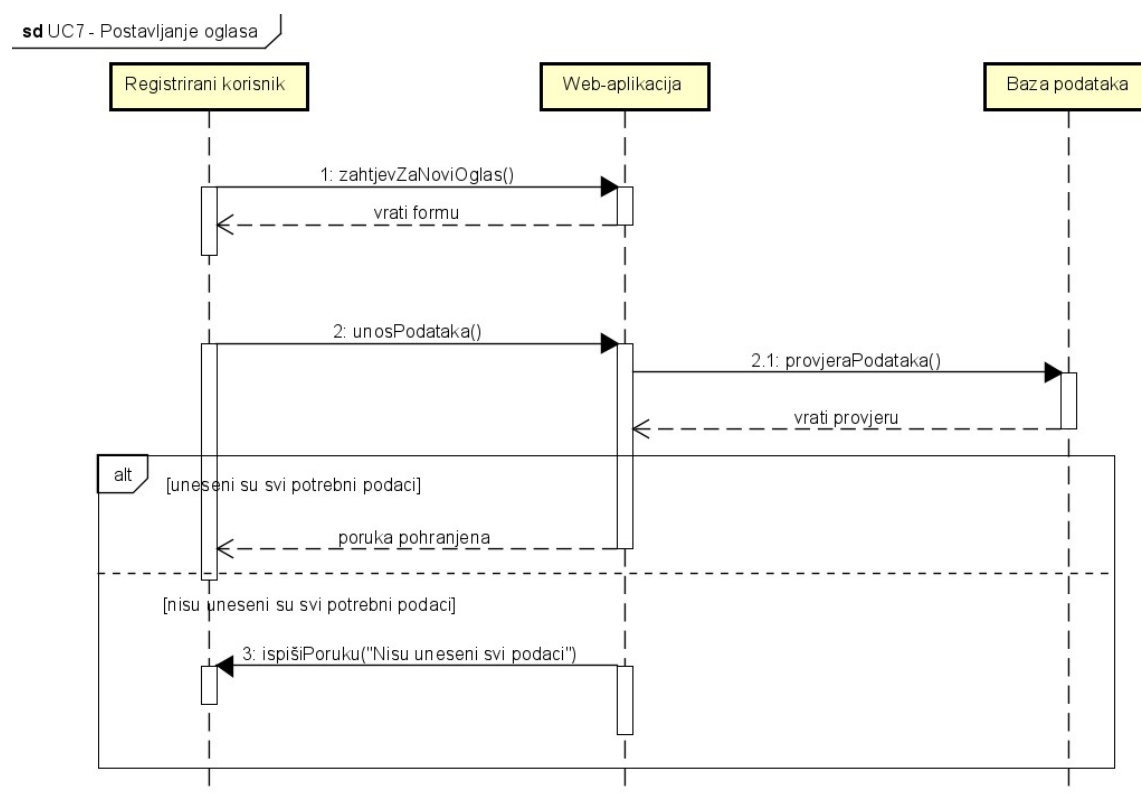 sd UC7 - Postavljanje oglasa
Registrirani korisnik
Web-aplikacija
Baza podataka
1: zahtjevZaNoviOglas()
vrati formu
2: unosPodataka()
2.1: provjeraPodataka()
vrati provjeru
alt
[uneseni su svi potrebni podaci]
poruka pohranjena
[nisu uneseni su svi potrebni podaci]
3: ispišiPoruku("Nisu uneseni svi podaci")